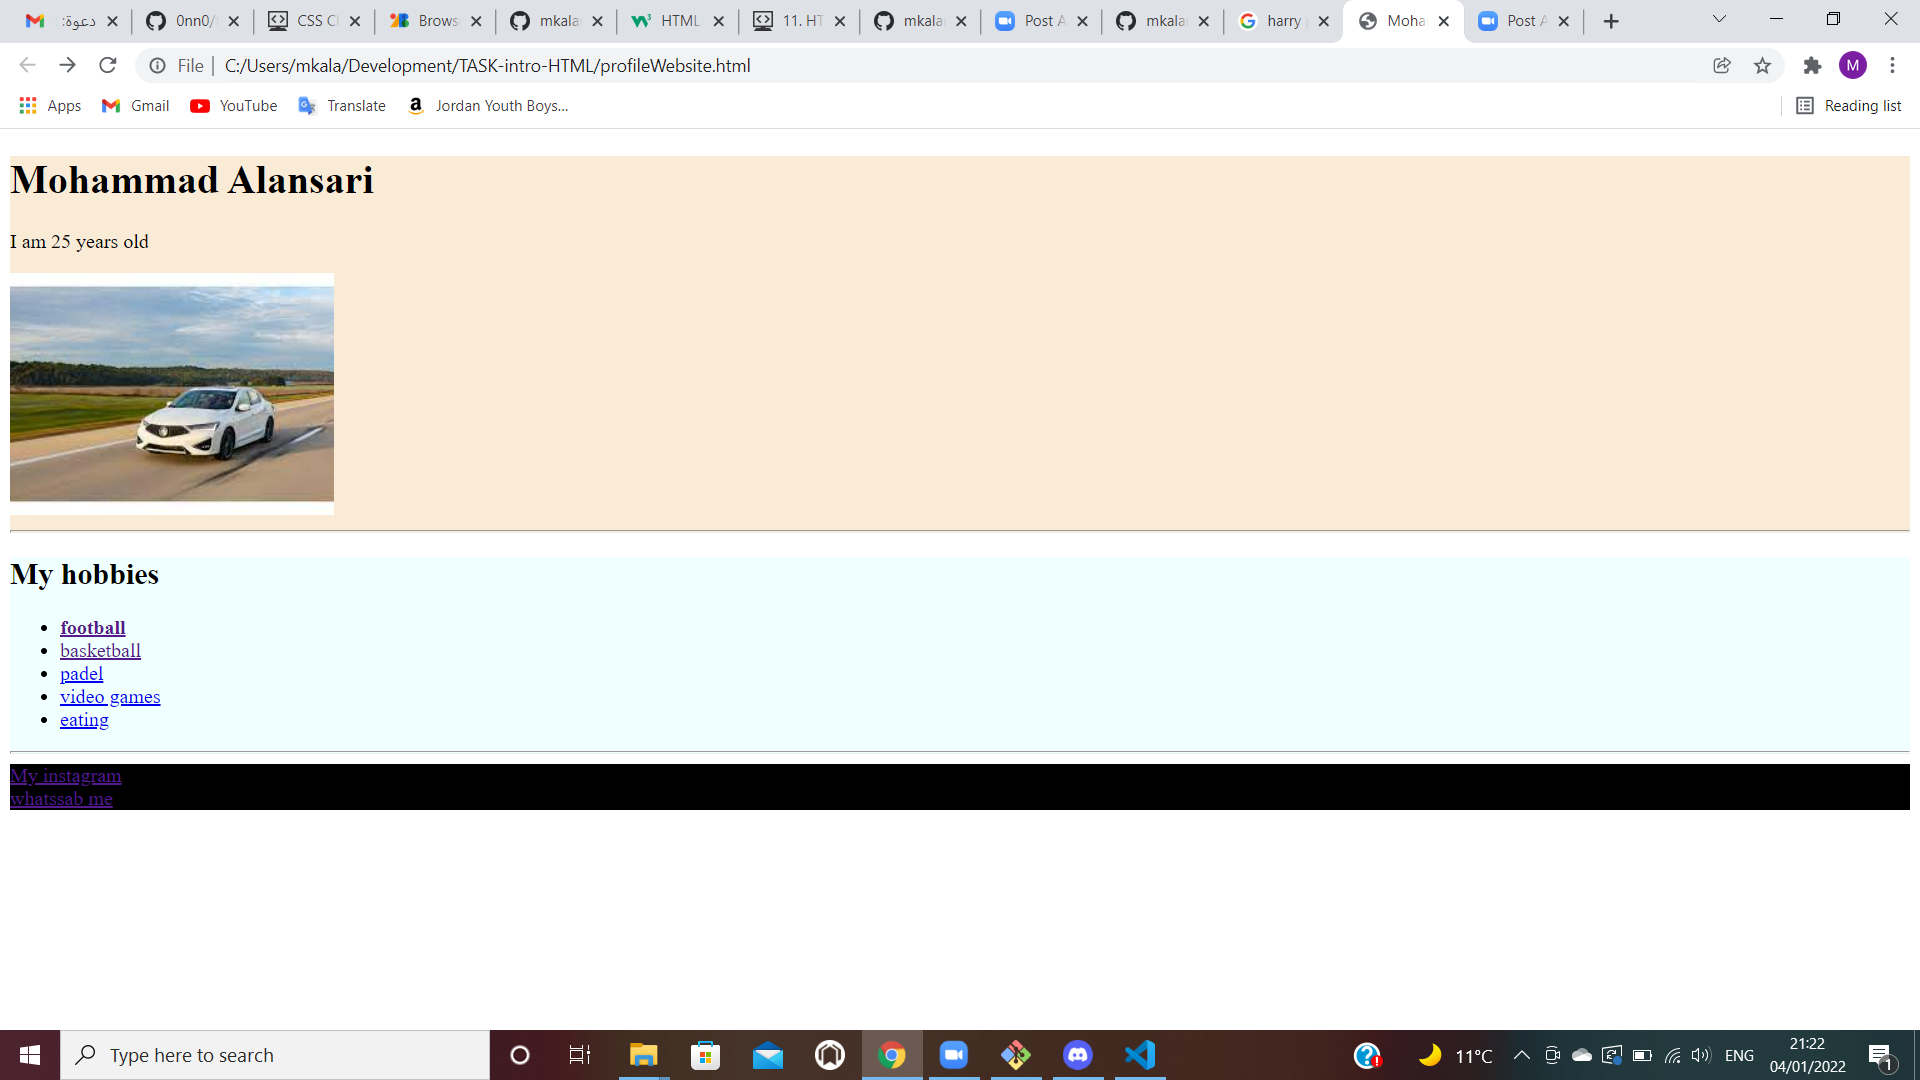 دعوة:
0nn0/
CSS Cl
Brows
mkala
HTML
11. HT
mkala
Post A
mkala
harry
Moha
Post A
File
C:/Users/mkala/Development/TASK-intro-HTML/profileWebsite.html
M
Apps
Gmail
YouTube
Translate
Jordan Youth Boys...
Reading list
Mohammad Alansari
I am 25 years old
My hobbies
football
basketball
padel
video games
eating
My instagram
whatssab me
Type here to search
11°C
ENG
21:22
04/01/2022
1